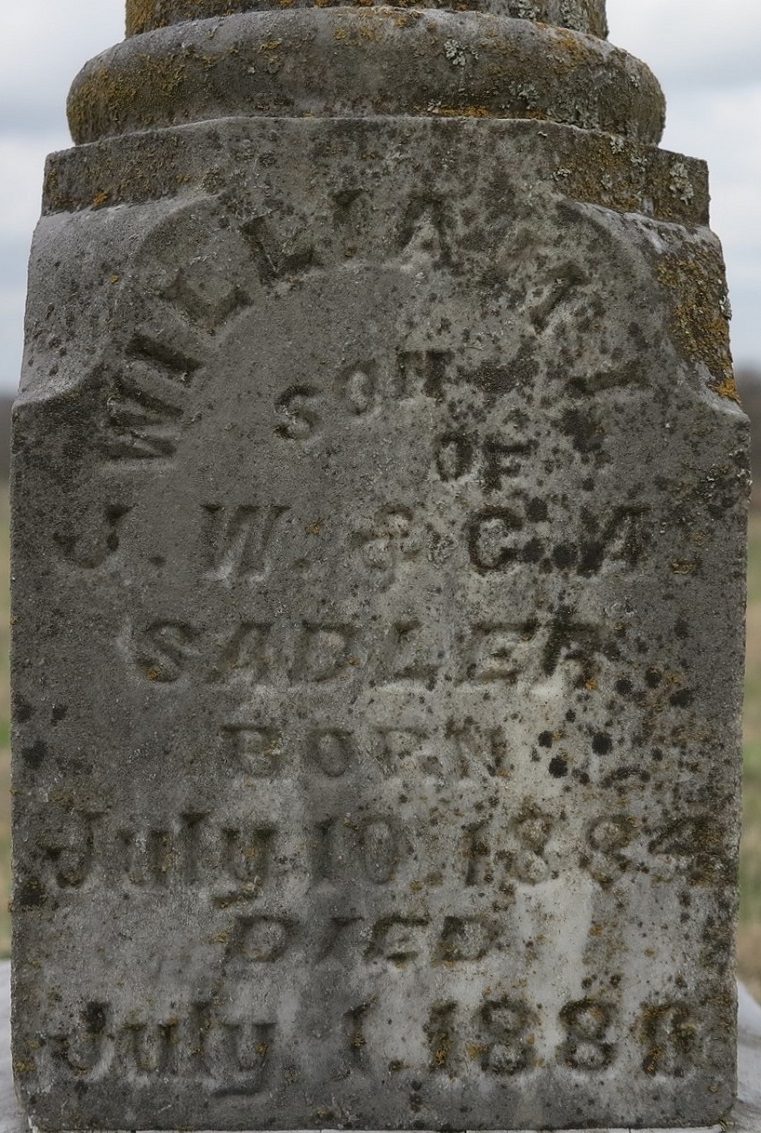 WILLIAM
SON
OF
J. W. & C. A
SADLER
BORN
July 10. 1884
DIED
July 1. 1886